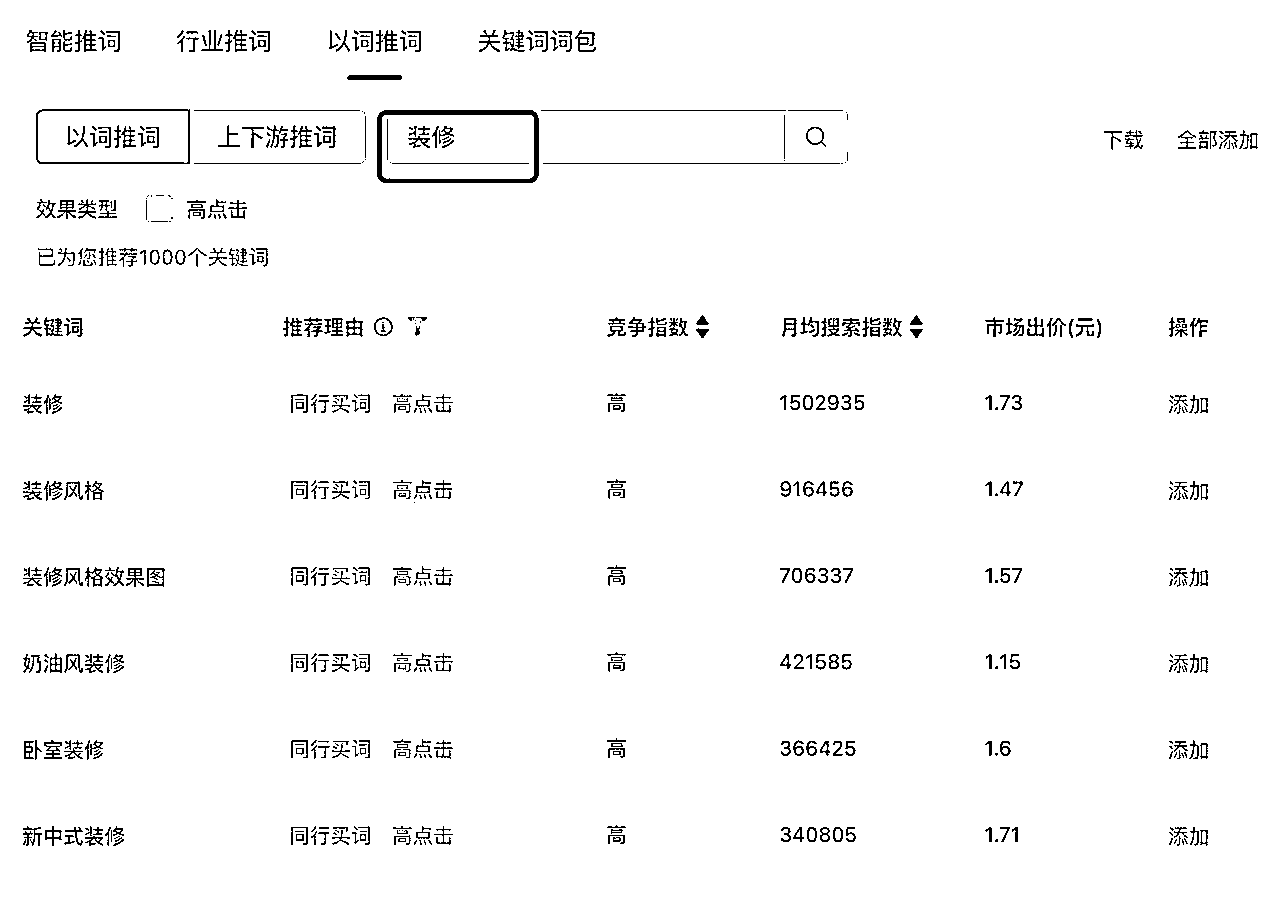 智能推词 行业推词 以词推词 关键词词包
以词推词 上下游推词 装修 下载 全部添加
效果类型 高点击
已为您推荐1000个关键词
关键词 推荐理由 竞争指数 月均搜索指数 市场出价(元) 操作
装修 同行买词 高点击 高 1502935 1.73 添加
装修风格 同行买词 高点击 高 916456 1.47 添加
装修风格效果图 同行买词 高点击 高 706337 1.57 添加
奶油风装修 同行买词 高点击 高 421585 1.15 添加
卧室装修 同行买词 高点击 高 366425 1.6 添加
新中式装修 同行买词 高点击 高 340805 1.71 添加